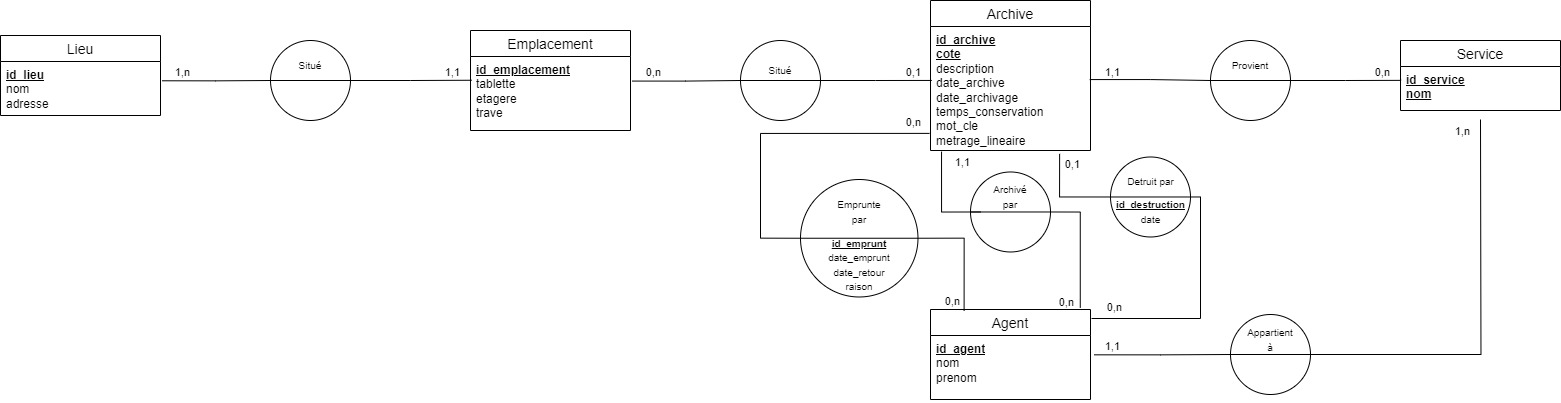 Lieu
id_lieu
nom
adresse
1,n
Situé
1,1
Emplacement
id_emplacement
tablette
etagere
trave
0,n
Situé
0,1
Archive
id_archive
cote
description
date_archive
date_archivage
temps_conservation
mot_cle
metrage_lineaire
1,1
Provient
0,n
Service
id_service
nom
0,n
1,1
0,1
1,n
Emprunte
par
id_emprunt
date_emprunt
date_retour
raison
Archivé
par
Detruit par
id_destruction
date
0,n
0,n
0,n
Agent
id_agent
nom
prenom
1,1
Appartient
à